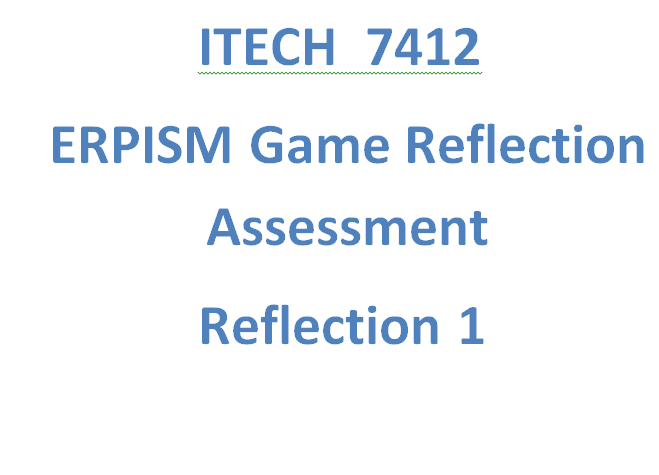 ITECH  7412
ERPISM Game Reflection
Assessment
Reflection 1